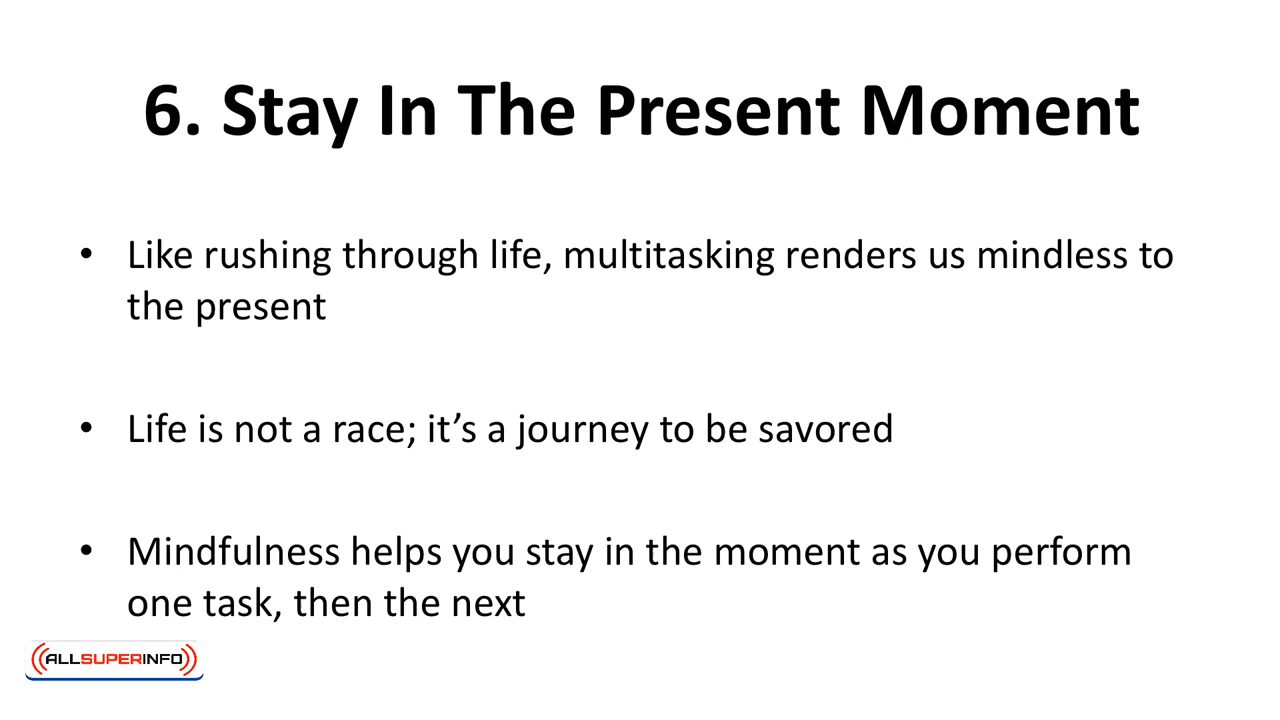 6. Stay In The Present Moment
• Like rushing through life, multitasking renders us mindless to
the present
• Life is not a race; it’s a journey to be savored
• Mindfulness helps you stay in the moment as you perform
one task, then the next
ALLSUPERINFO